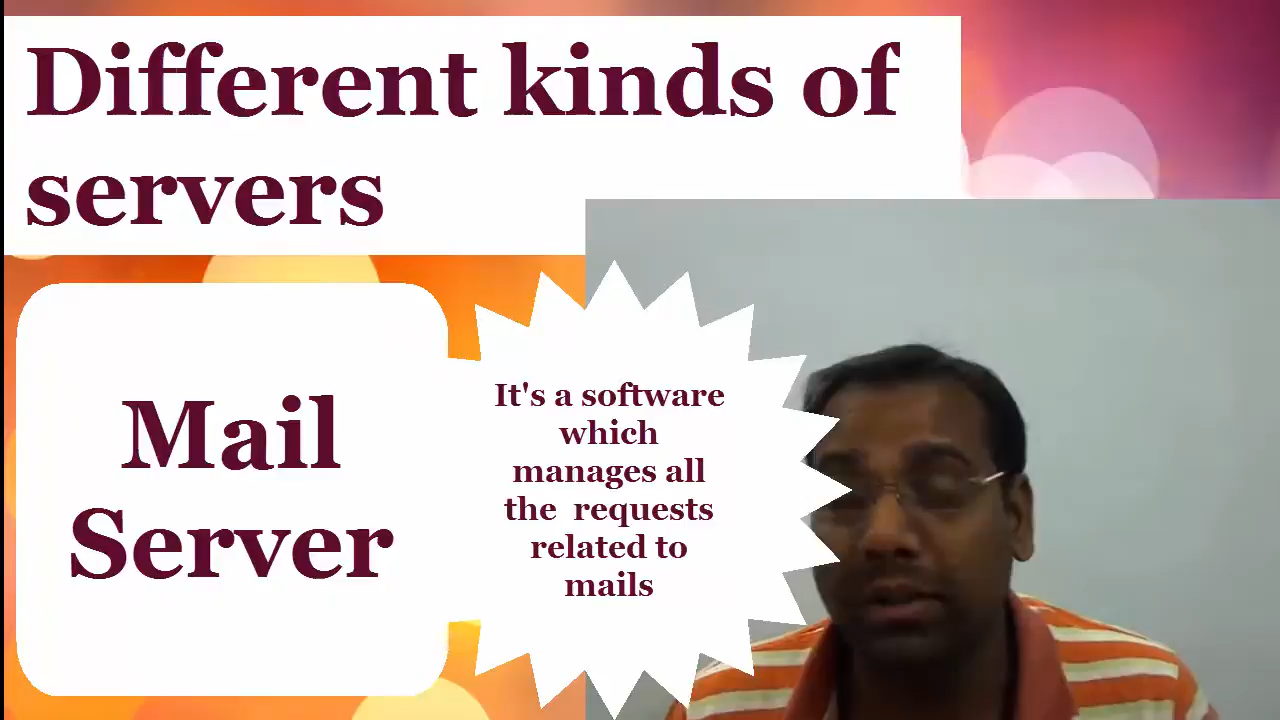 Different kinds of
servers
Mail
Server
It's a software
which
manages all
the requests
related to
mails